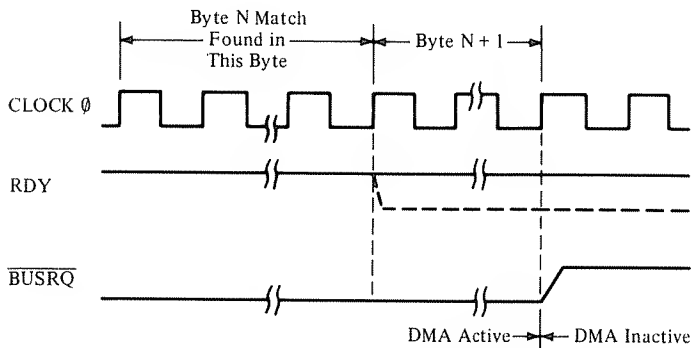 Byte N Match
Found in
This Byte
Byte N + 1
CLOCK ∅
RDY
BUSRQ
DMA Active
DMA Inactive